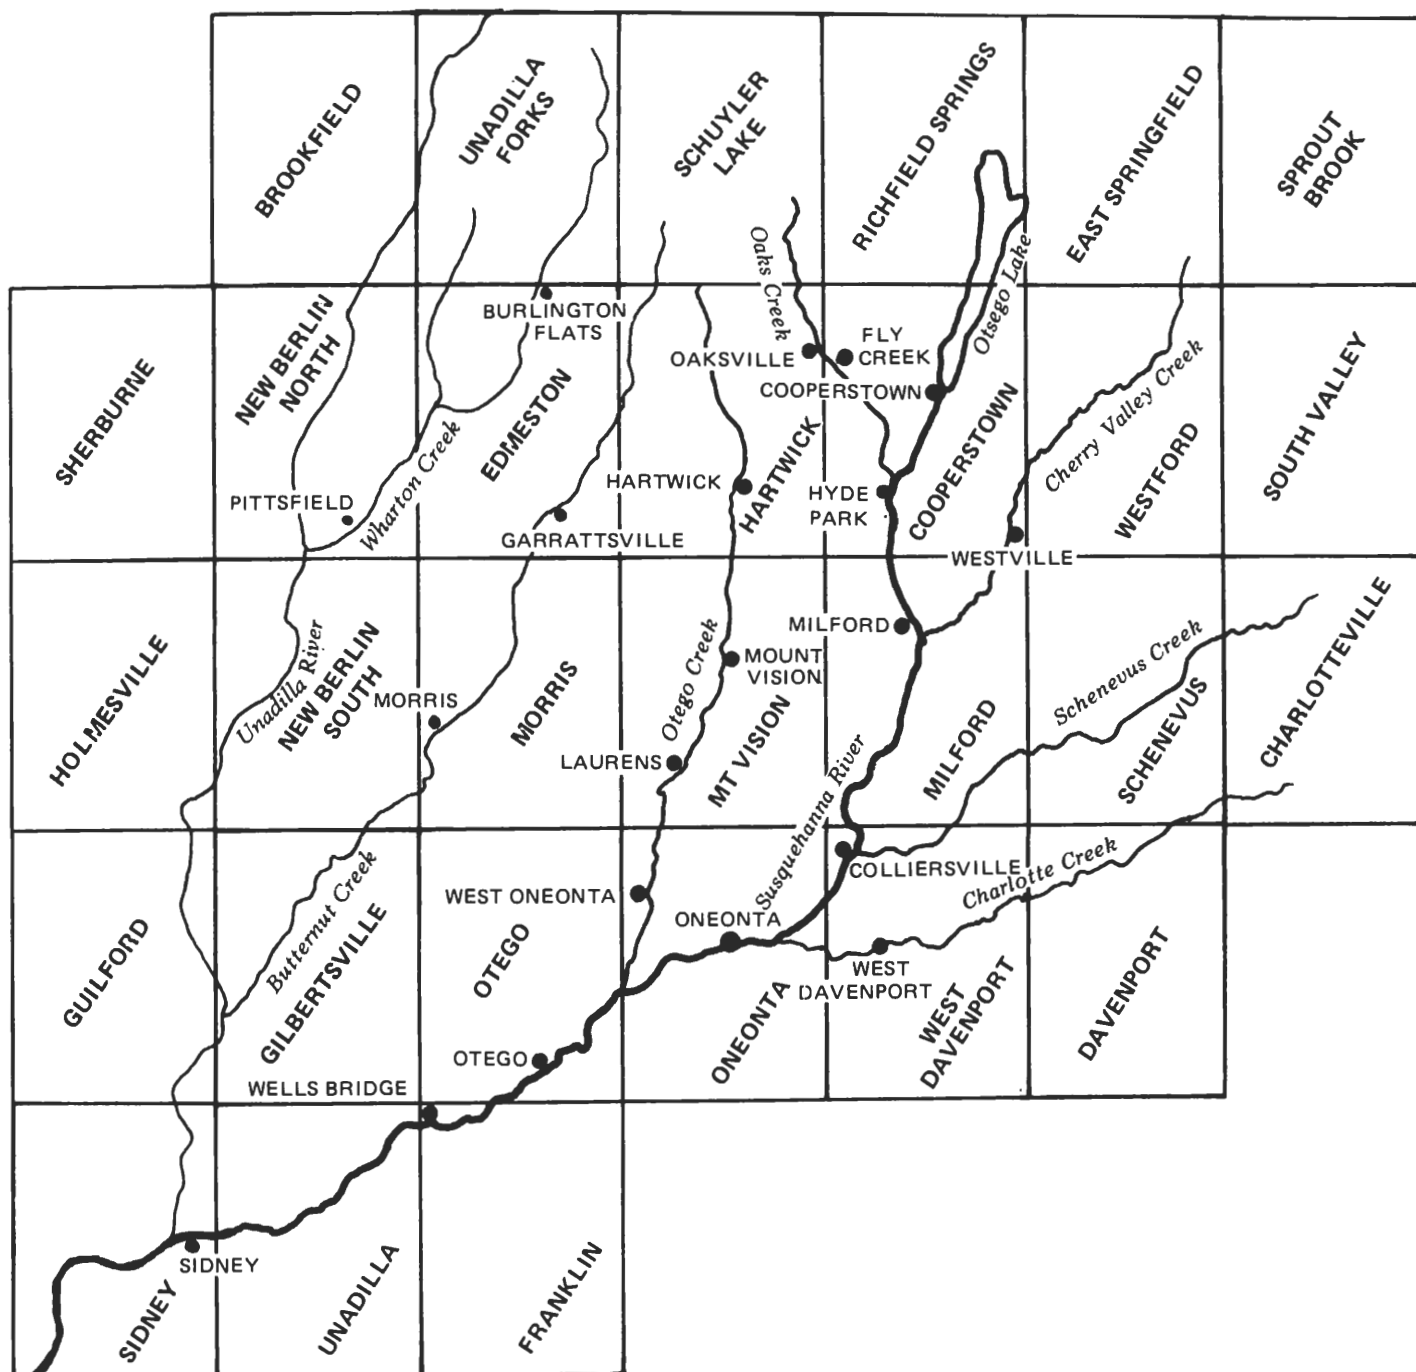 BROOKFIELD
UNADILLA
FORKS
SCHUYLER
LAKE
RICHFIELD SPRINGS
EAST SPRINGFIELD
SPROUT
BROOK
Oaks Creek
Otsego Lake
SHERBURNE
NEW BERLIN
NORTH
BURLINGTON
FLATS
EDMESTON
OAKSVILLE
FLY
CREEK
COOPERSTOWN
COOPERSTOWN
Cherry Valley Creek
WESTFORD
SOUTH VALLEY
PITTSFIELD
Wharton Creek
GARRATTSVILLE
HARTWICK
HARTWICK
HYDE
PARK
WESTVILLE
HOLMESVILLE
Unadilla River
NEW BERLIN
SOUTH
MORRIS
MORRIS
Otego Creek
MOUNT
VISION
MILFORD
LAURENS
MT VISION
Susquehanna River
MILFORD
Schenevus Creek
SCHENEVUS
CHARLOTTEVILLE
GUILFORD
Butternut Creek
GILBERTSVILLE
WEST ONEONTA
OTEGO
ONEONTA
COLLIERSVILLE
Charlotte Creek
WEST
DAVENPORT
ONEONTA
WEST
DAVENPORT
DAVENPORT
OTEGO
WELLS BRIDGE
SIDNEY
SIDNEY
UNADILLA
FRANKLIN